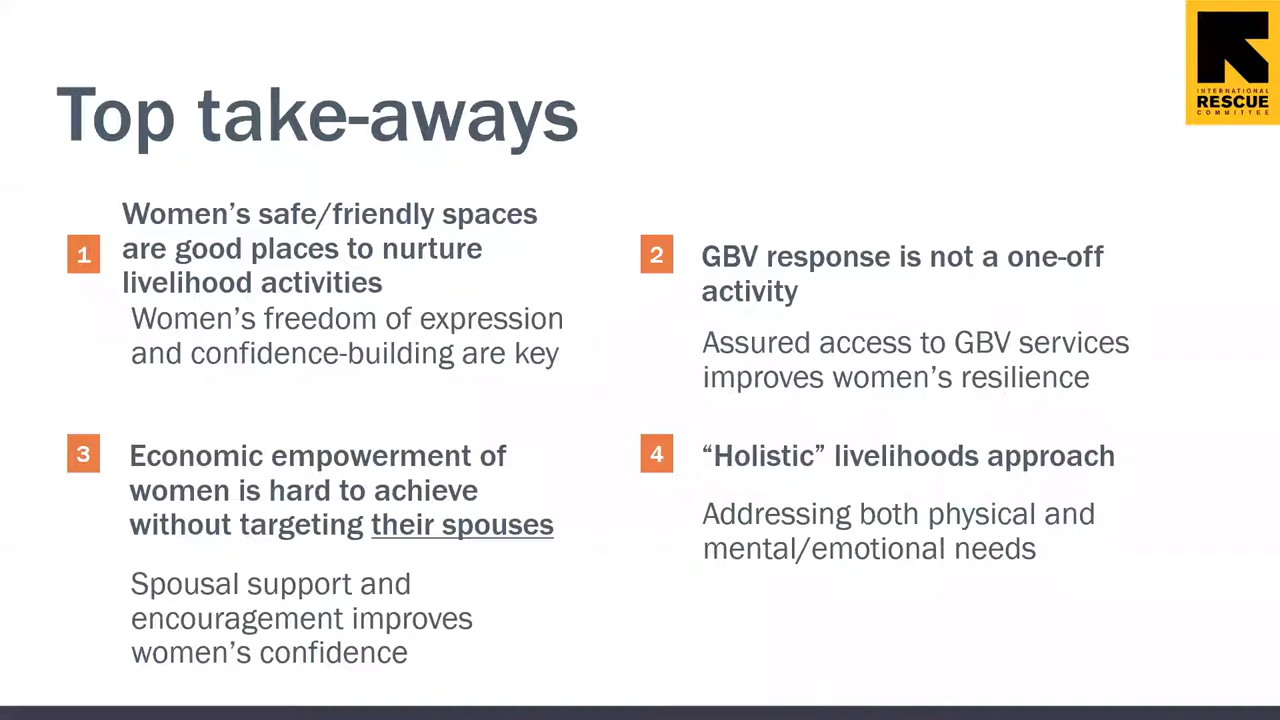 INTERNATIONAL
RESCUE
COMMITTEE
Top take-aways
1
Women’s safe/friendly spaces
are good places to nurture
livelihood activities
Women’s freedom of expression
and confidence-building are key
2
GBV response is not a one-off
activity
Assured access to GBV services
improves women’s resilience
3
Economic empowerment of
women is hard to achieve
without targeting their spouses
Spousal support and
encouragement improves
women’s confidence
4
“Holistic” livelihoods approach
Addressing both physical and
mental/emotional needs